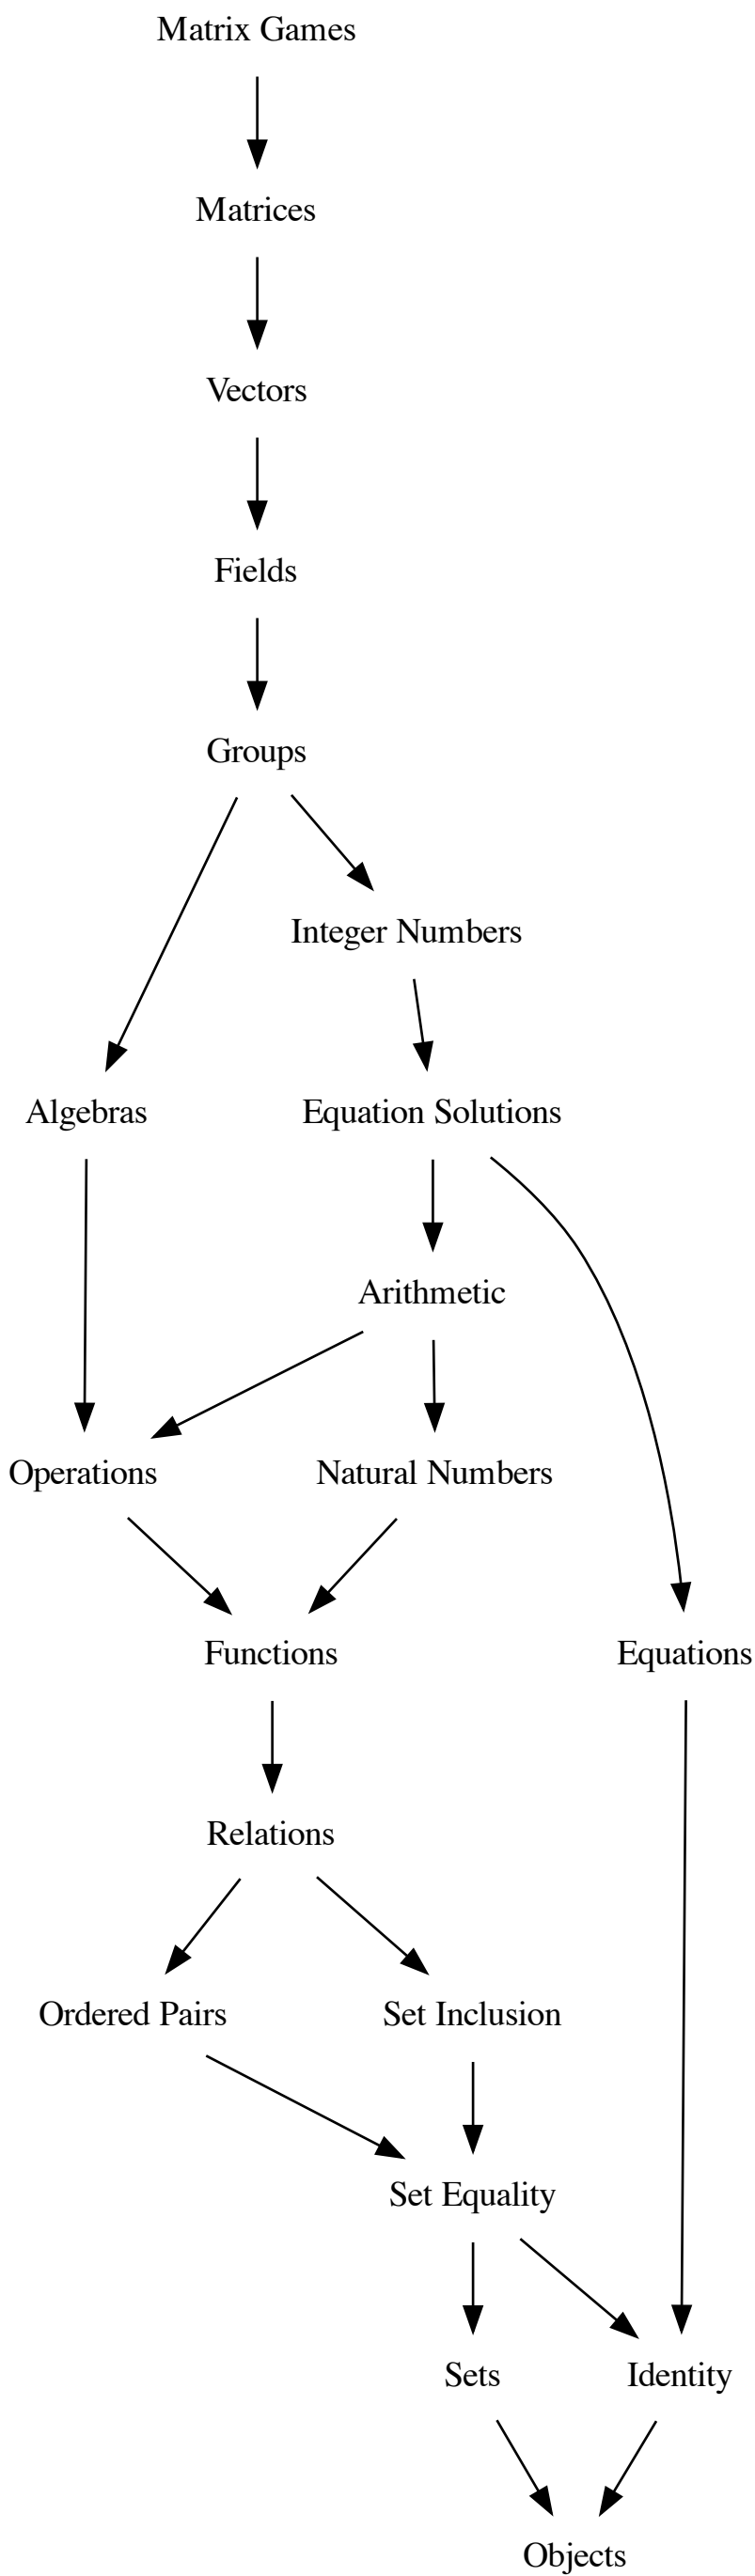 Matrix Games
Matrices
Vectors
Fields
Groups
Integer Numbers
Algebras
Equation Solutions
Arithmetic
Operations
Natural Numbers
Functions
Equations
Relations
Ordered Pairs
Set Inclusion
Set Equality
Sets
Identity
Objects